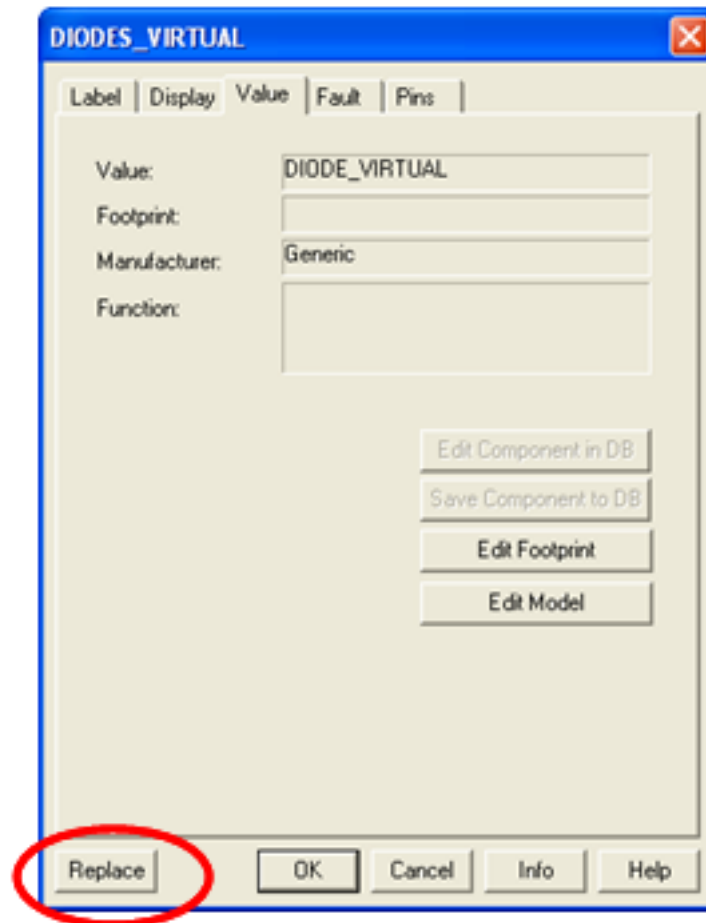 DIODES_VIRTUAL
Label Display Value Fault Pins
Value: DIODE_VIRTUAL
Footprint:
Manufacturer: Generic
Function:
Edit Component in DB
Save Component to DB
Edit Footprint
Edit Model
Replace OK Cancel Info Help